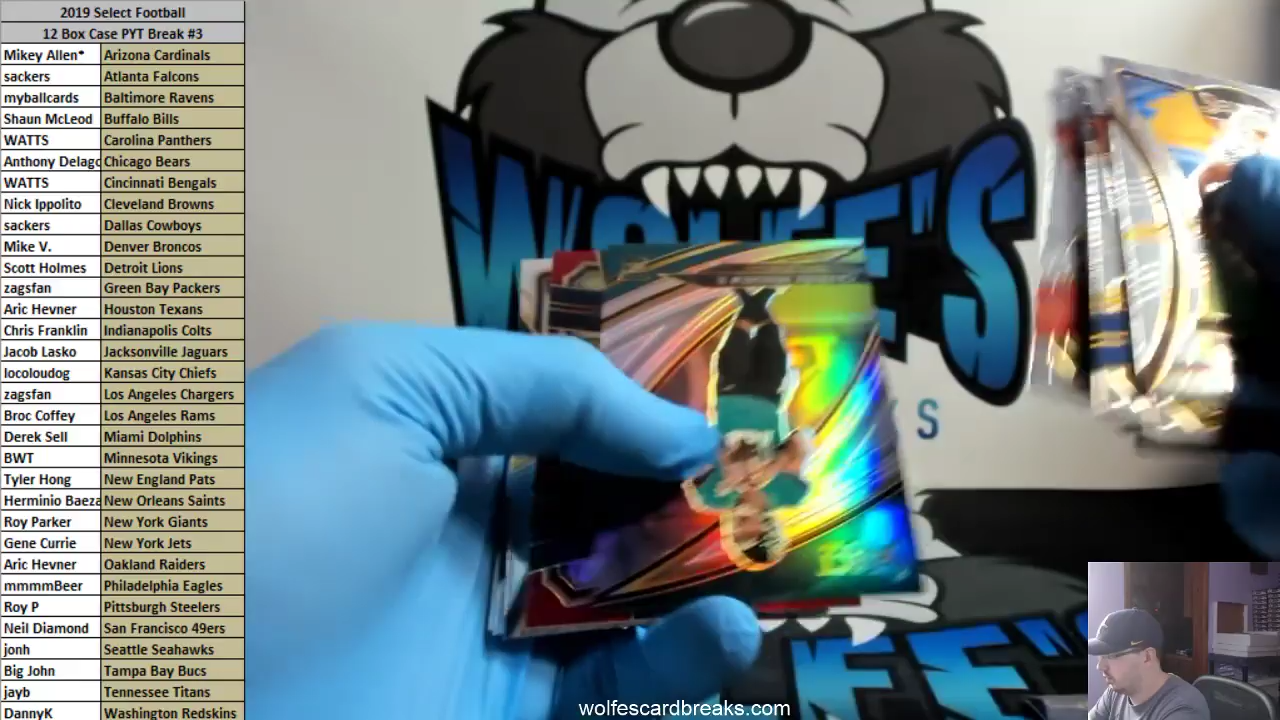 2019 Select Football
12 Box Case PYT Break #3
Mikey Allen* Arizona Cardinals
sackers Atlanta Falcons
myballcards Baltimore Ravens
Shaun McLeod Buffalo Bills
WATTS Carolina Panthers
Anthony Delago Chicago Bears
WATTS Cincinnati Bengals
Nick Ippolito Cleveland Browns
sackers Dallas Cowboys
Mike V. Denver Broncos
Scott Holmes Detroit Lions
zagsfan Green Bay Packers
Aric Hevner Houston Texans
Chris Franklin Indianapolis Colts
Jacob Lasko Jacksonville Jaguars
locoloudog Kansas City Chiefs
zagsfan Los Angeles Chargers
Broc Coffey Los Angeles Rams
Derek Sell Miami Dolphins
BWT Minnesota Vikings
Tyler Hong New England Pats
Herminio Baeza New Orleans Saints
Roy Parker New York Giants
Gene Currie New York Jets
Aric Hevner Oakland Raiders
mmmmBeer Philadelphia Eagles
Roy P Pittsburgh Steelers
Neil Diamond San Francisco 49ers
jonh Seattle Seahawks
Big John Tampa Bay Bucs
jayb Tennessee Titans
DannyK Washington Redskins
WOLFE'S
wolfescardbreaks.com